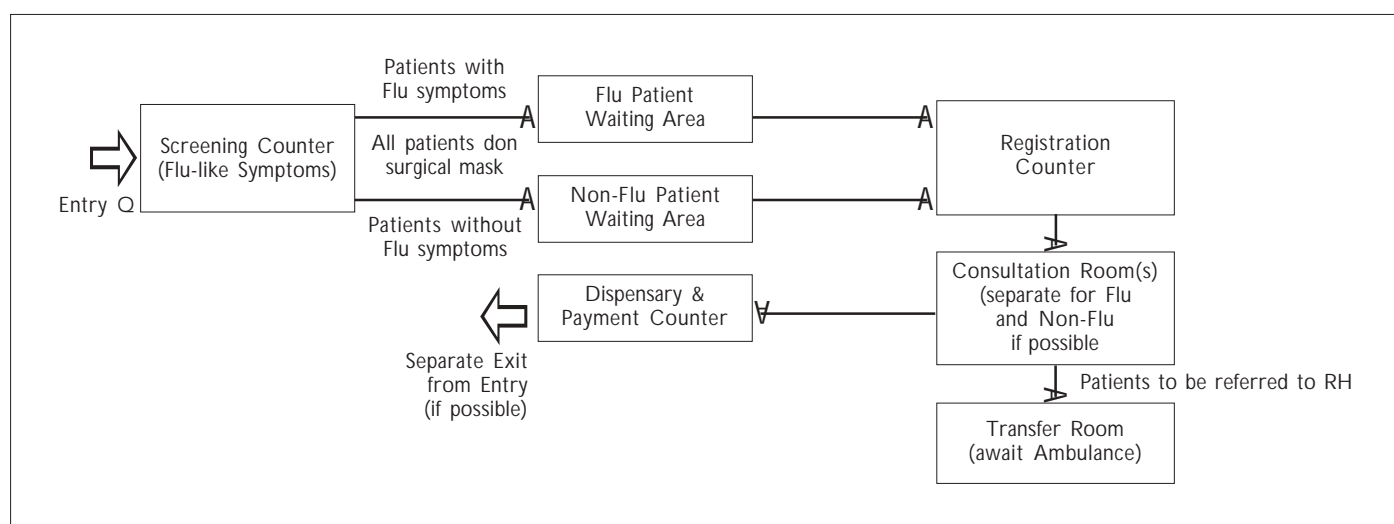 Patients with
Flu symptoms
Flu Patient
Waiting Area
Screening Counter
(Flu-like Symptoms)
All patients don
surgical mask
Registration
Counter
Entry Q
Non-Flu Patient
Waiting Area
Patients without
Flu symptoms
Consultation Room(s)
(separate for Flu
and Non-Flu
if possible
Dispensary &
Payment Counter
Separate Exit
from Entry
(if possible)
Patients to be referred to RH
Transfer Room
(await Ambulance)